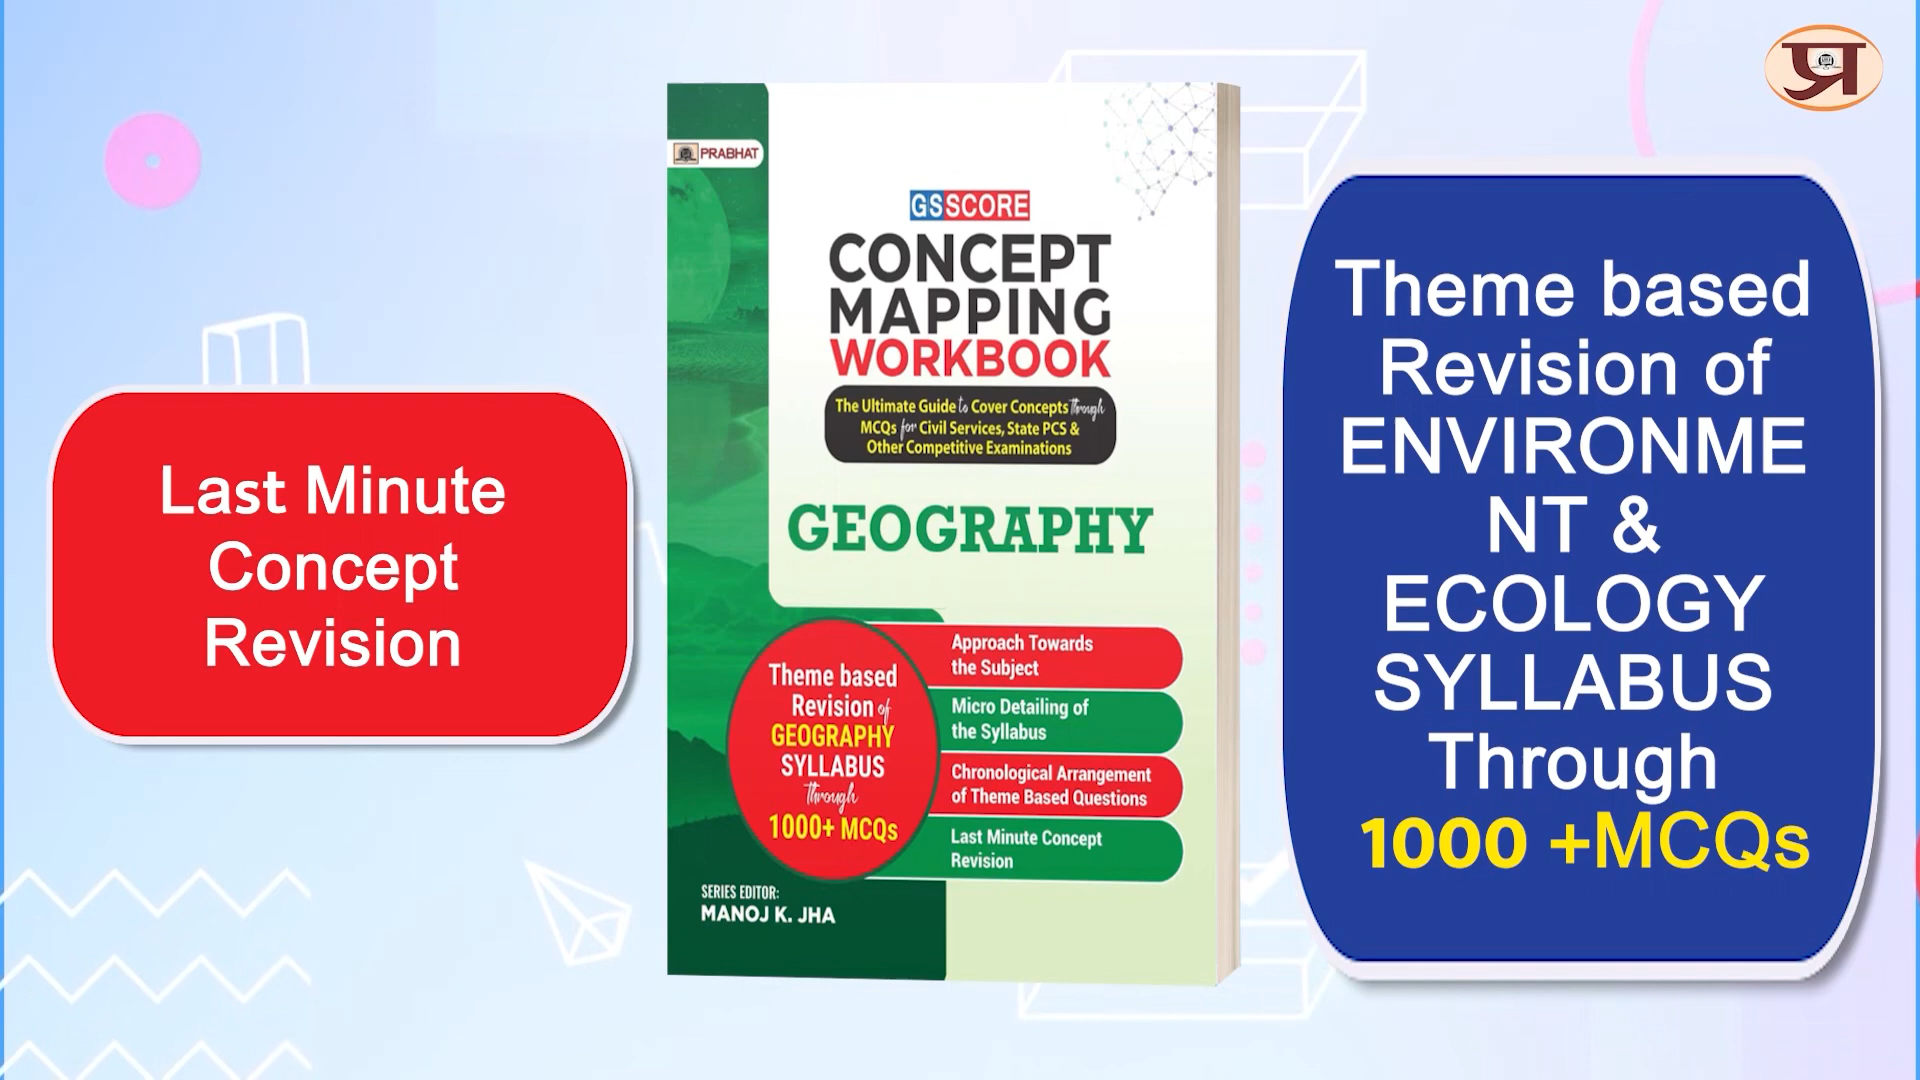 प्र
Last Minute
Concept
Revision
PRABHAT
GSSCORE
CONCEPT
MAPPING
WORKBOOK
The Ultimate Guide to Cover Concepts through
MCQs for Civil Services, State PCS &
Other Competitive Examinations
GEOGRAPHY
Theme based
Revision of
GEOGRAPHY
SYLLABUS
through
1000+ MCQs
Approach Towards
the Subject
Micro Detailing of
the Syllabus
Chronological Arrangement
of Theme Based Questions
Last Minute Concept
Revision
SERIES EDITOR:
MANOJ K. JHA
Theme based
Revision of
ENVIRONME
NT &
ECOLOGY
SYLLABUS
Through
1000 +MCQs